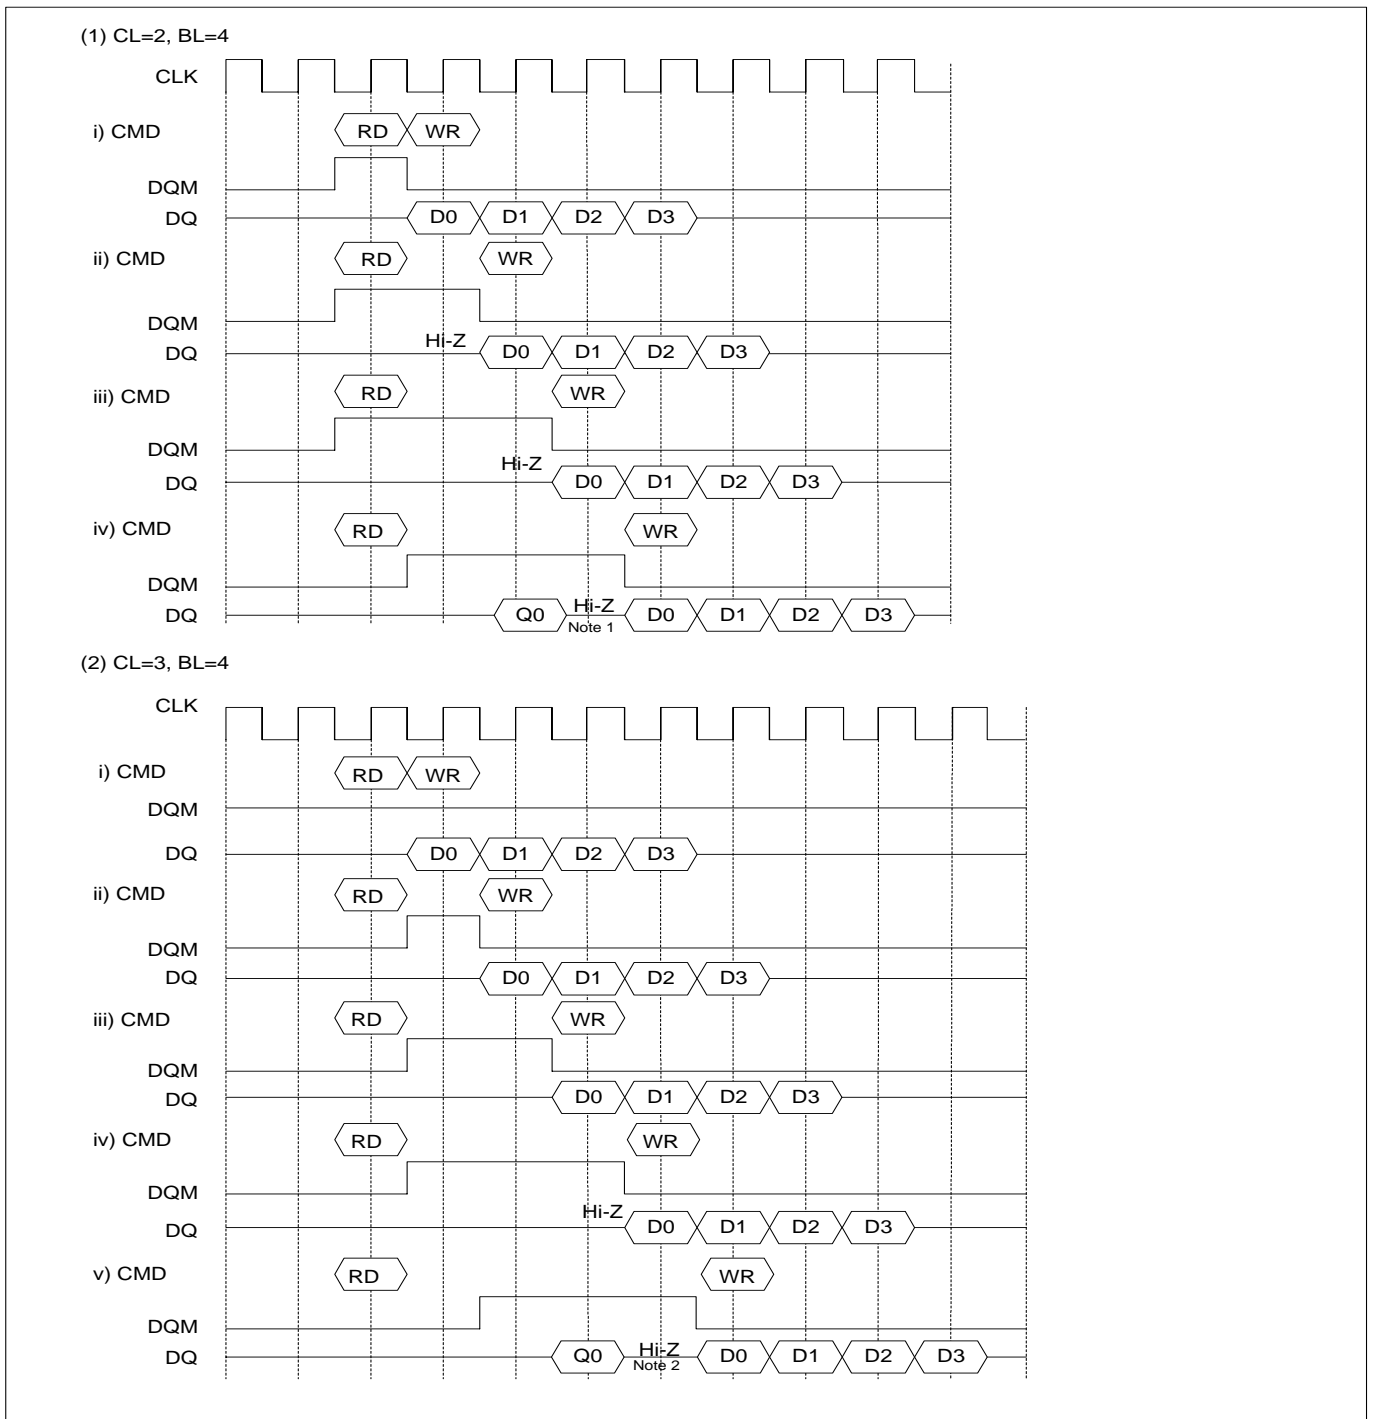 (1) CL=2, BL=4
CLK
i) CMD RD WR
DQM
DQ D0 D1 D2 D3
ii) CMD RD WR
DQM
Hi-Z
DQ D0 D1 D2 D3
iii) CMD RD WR
DQM
Hi-Z
DQ D0 D1 D2 D3
iv) CMD RD WR
DQM
DQ Q0 Hi-Z D0 D1 D2 D3
Note 1
(2) CL=3, BL=4
CLK
i) CMD RD WR
DQM
DQ D0 D1 D2 D3
ii) CMD RD WR
DQM
DQ D0 D1 D2 D3
iii) CMD RD WR
DQM
DQ D0 D1 D2 D3
iv) CMD RD WR
DQM
Hi-Z
DQ D0 D1 D2 D3
v) CMD RD WR
DQM
DQ Q0 Hi-Z D0 D1 D2 D3
Note 2